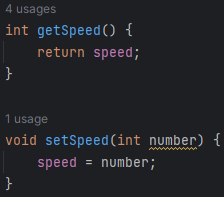 4 usages
int getSpeed() {
    return speed;
}
1 usage
void setSpeed(int number) {
    speed = number;
}